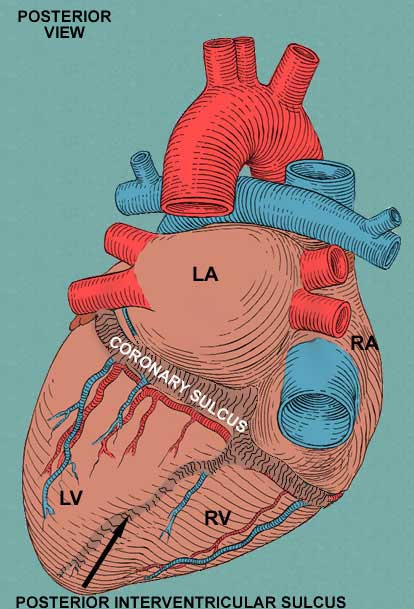 POSTERIOR
VIEW
LA
RA
CORONARY SULCUS
LV
RV
POSTERIOR INTERVENTRICULAR SULCUS